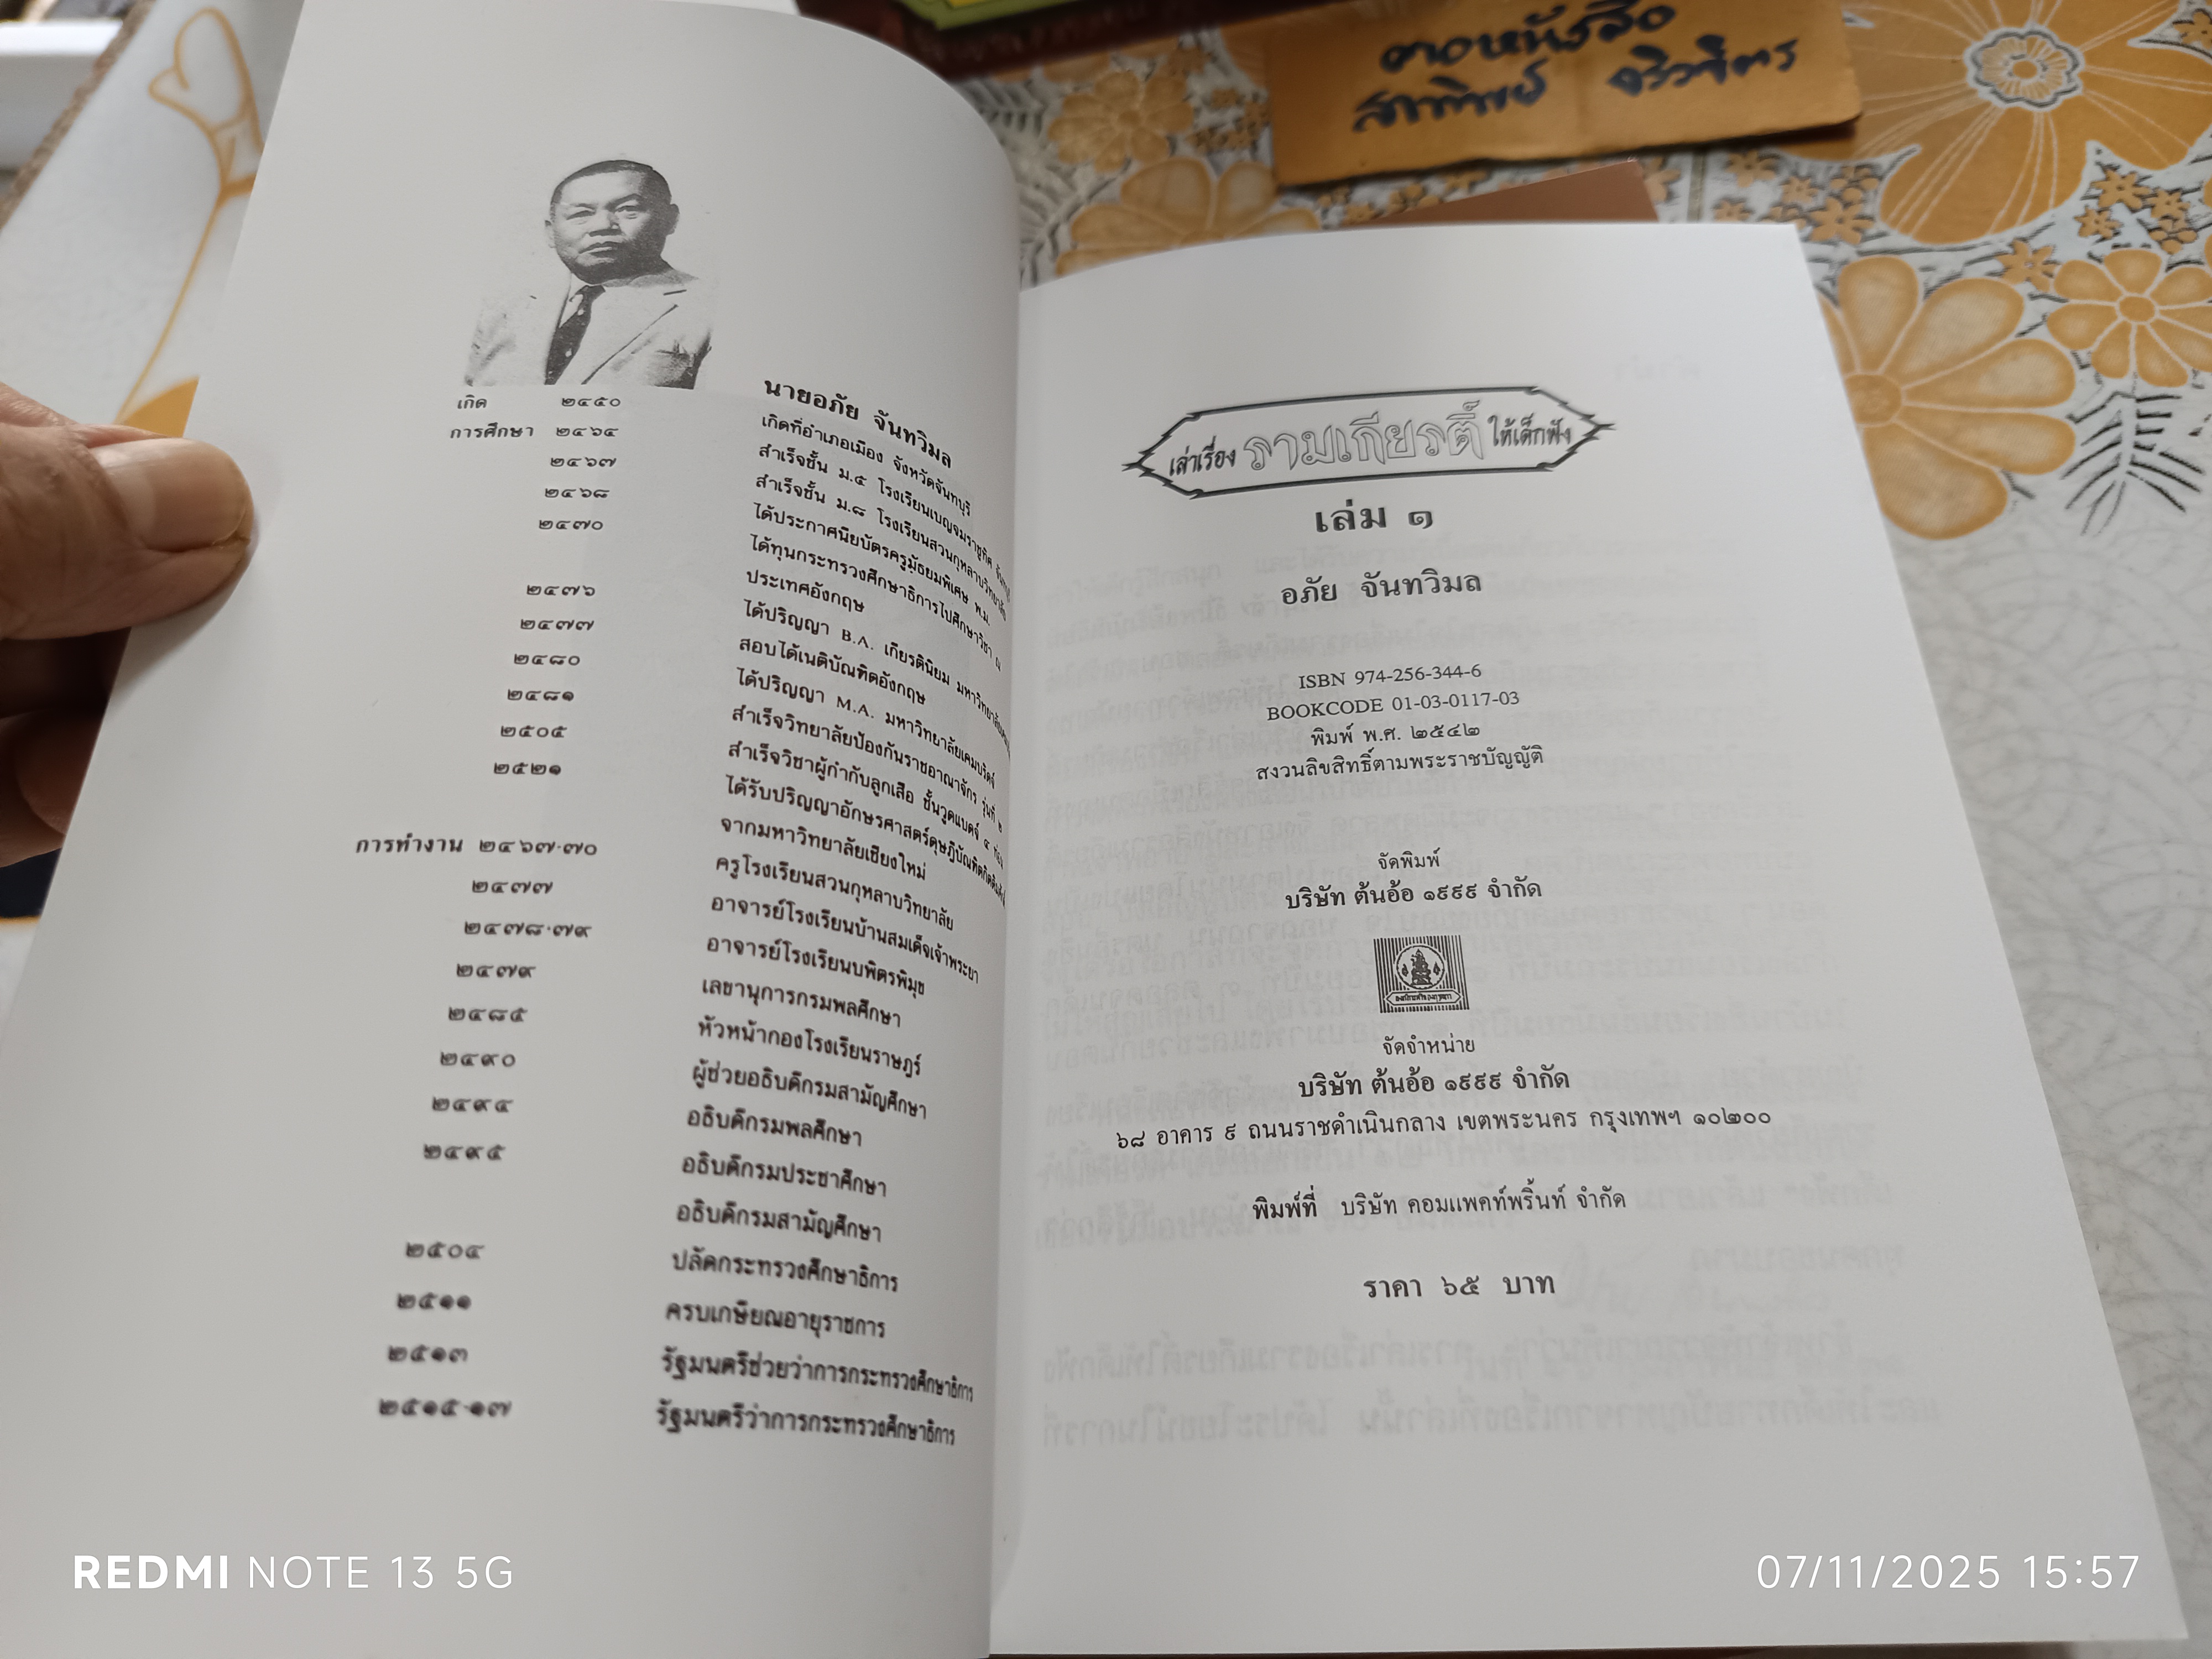 ตอหนังสือ
นายอภัย จันทวิมล
เกิด ๒๔๕๐ เกิดที่อำเภอเมือง จังหวัดจันทบุรี
การศึกษา ๒๔๖๔ สำเร็จชั้น ม.๕ โรงเรียนเบญจมราชูทิศ
๒๔๖๗ สำเร็จชั้น ม.๘ โรงเรียนสวนกุหลาบวิทยาลัย
๒๔๖๘ ได้ประกาศนียบัตรครูมัธยมพิเศษ พ.ม.
๒๔๗๐ ได้ทุนกระทรวงศึกษาธิการไปศึกษาวิชา ณ
ประเทศอังกฤษ
๒๔๗๖ ได้ปริญญา B.A. เกียรตินิยม
๒๔๗๗ สอบได้เนติบัณฑิตอังกฤษ
๒๔๘๐ ได้ปริญญา M.A. มหาวิทยาลัยเคมบริดจ์
๒๔๘๑ สำเร็จวิทยาลัยป้องกันราชอาณาจักร รุ่นที่ ๒
๒๕๐๕ สำเร็จวิชาผู้กำกับลูกเสือ ชั้นวูดแบดจ์ ๔ ท่อน
๒๕๒๑ ได้รับปริญญาอักษรศาสตร์ดุษฎีบัณฑิตกิตติมศักดิ์
จากมหาวิทยาลัยเชียงใหม่
การทำงาน ๒๔๖๗-๗๐ ครูโรงเรียนสวนกุหลาบวิทยาลัย
๒๔๗๗ อาจารย์โรงเรียนบ้านสมเด็จเจ้าพระยา
๒๔๗๘-๗๙ อาจารย์โรงเรียนบพิตรพิมุข
๒๔๗๙ เลขานุการกรมพลศึกษา
๒๔๘๕ หัวหน้ากองโรงเรียนราษฎร์
๒๔๙๐ ผู้ช่วยอธิบดีกรมสามัญศึกษา
๒๔๙๔ อธิบดีกรมพลศึกษา
๒๔๙๕ อธิบดีกรมประชาศึกษา
อธิบดีกรมสามัญศึกษา
๒๕๐๔ ปลัดกระทรวงศึกษาธิการ
๒๕๑๑ ครบเกษียณอายุราชการ
๒๕๑๓ รัฐมนตรีช่วยว่าการกระทรวงศึกษาธิการ
๒๕๑๕-๑๗ รัฐมนตรีว่าการกระทรวงศึกษาธิการ
เล่าเรื่อง รามเกียรติ์ ให้เด็กฟัง
เล่ม ๑
อภัย จันทวิมล
ISBN 974-256-344-6
BOOKCODE 01-03-0117-03
พิมพ์ พ.ศ. ๒๕๔๒
สงวนลิขสิทธิ์ตามพระราชบัญญัติ
จัดพิมพ์
บริษัท ต้นอ้อ ๑๙๙๙ จำกัด
จัดจำหน่าย
บริษัท ต้นอ้อ ๑๙๙๙ จำกัด
๖๘ อาคาร ๙ ถนนราชดำเนินกลาง เขตพระนคร กรุงเทพฯ ๑๐๒๐๐
พิมพ์ที่ บริษัท คอมแพคท์พริ้นท์ จำกัด
ราคา ๖๕ บาท
REDMI NOTE 13 5G
07/11/2025 15:57